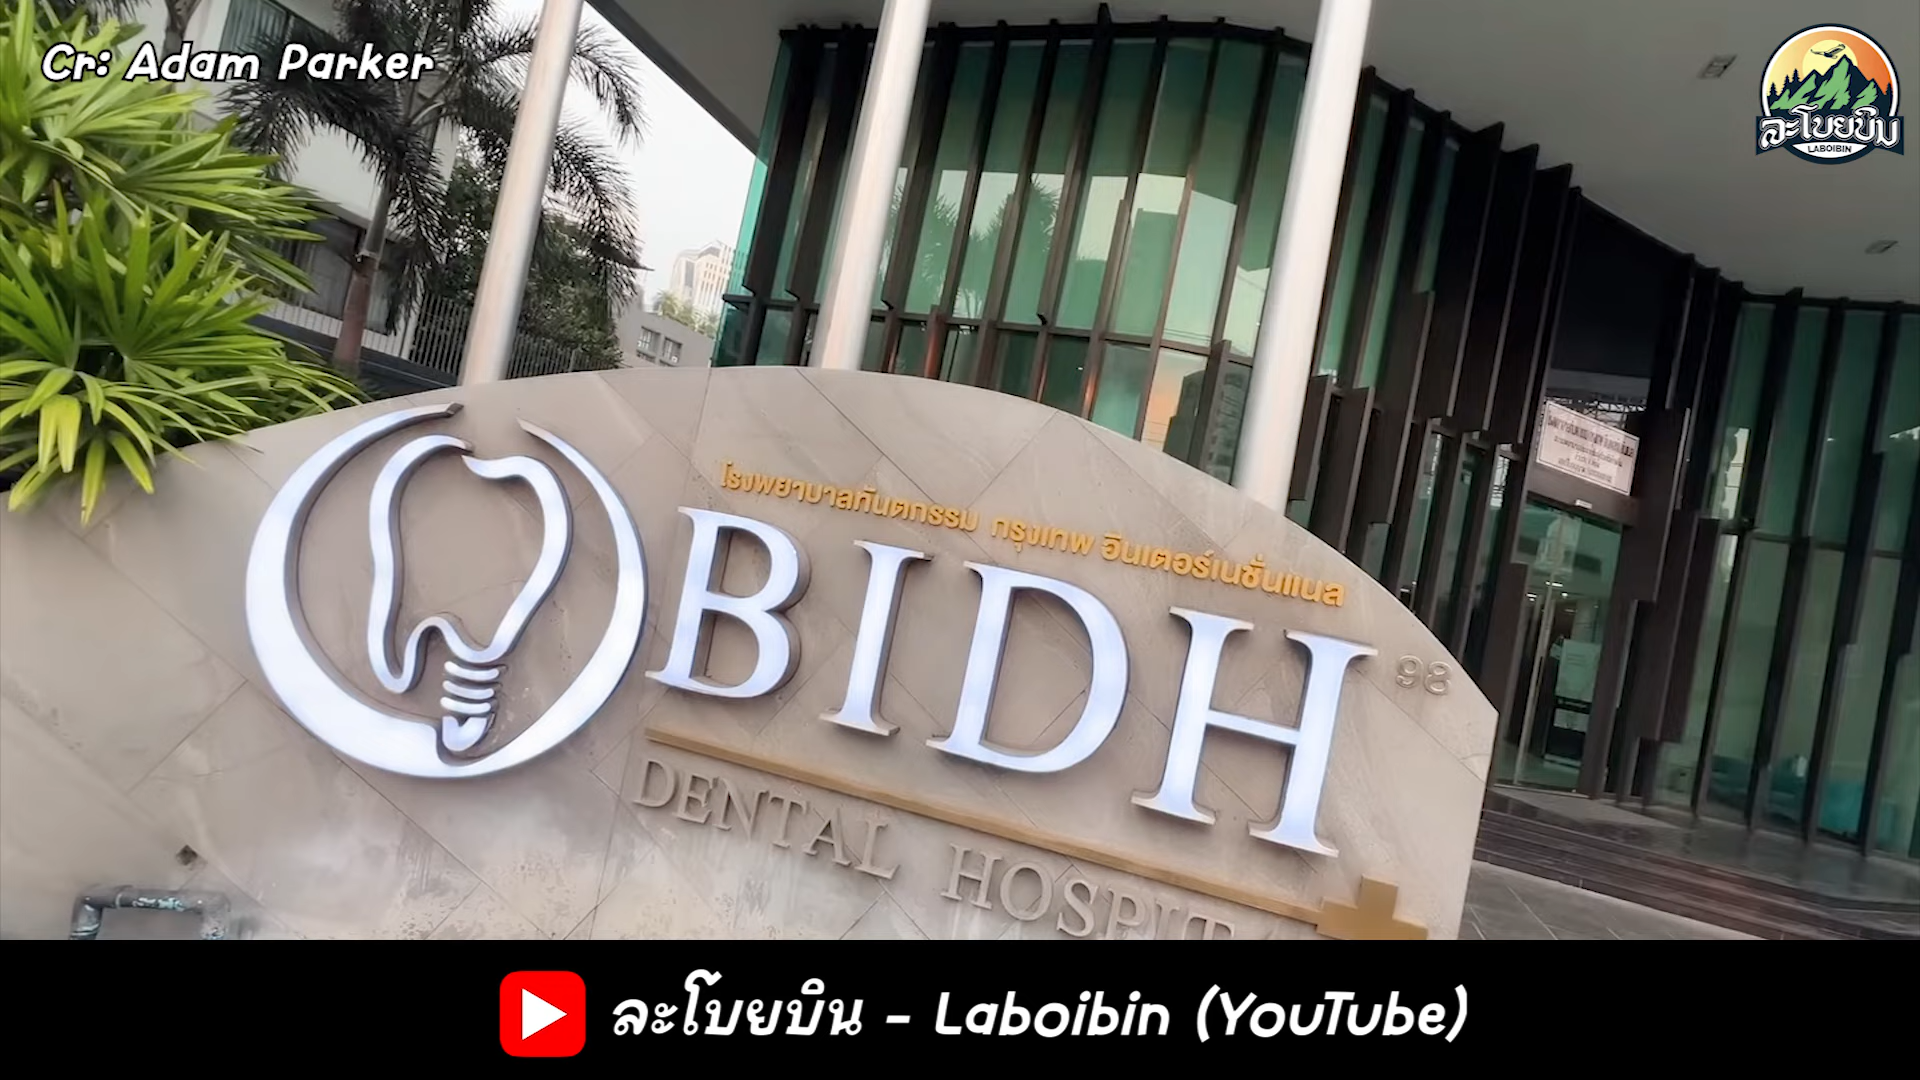 Cr: Adam Parker
ละโบยบิน
LABOIBIN
โรงพยาบาลทันตกรรม กรุงเทพ อินเตอร์เนชั่นแนล
BIDH
98
DENTAL HOSPITA
ละโบยบิน - Laboibin (YouTube)